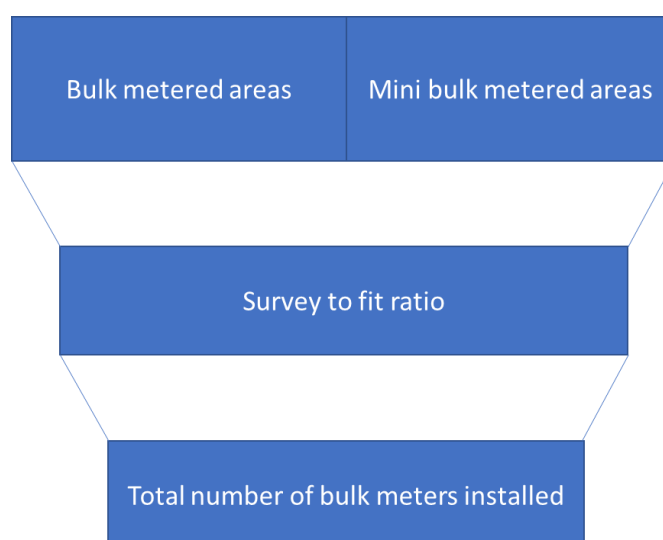 Bulk metered areas
Mini bulk metered areas
Survey to fit ratio
Total number of bulk meters installed